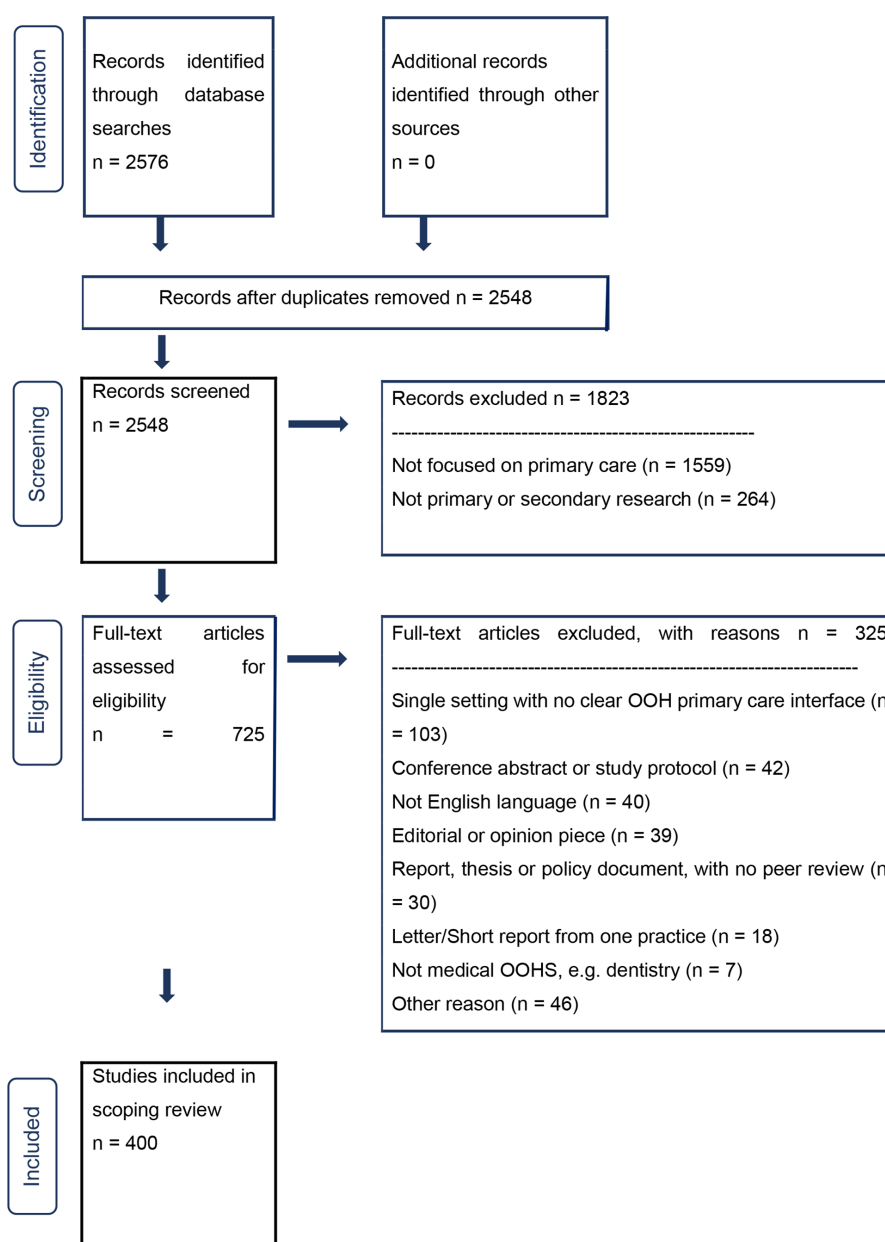 Identification
Records identified
through database
searches
n = 2576
Additional records
identified through other
sources
n = 0
Records after duplicates removed n = 2548
Screening
Records screened
n = 2548
Records excluded n = 1823
-------------------------------------------------------
Not focused on primary care (n = 1559)
Not primary or secondary research (n = 264)
Eligibility
Full-text articles
assessed for
eligibility
n = 725
Full-text articles excluded, with reasons n = 325
-----------------------------------------------------------------------
Single setting with no clear OOH primary care interface (n
= 103)
Conference abstract or study protocol (n = 42)
Not English language (n = 40)
Editorial or opinion piece (n = 39)
Report, thesis or policy document, with no peer review (n
= 30)
Letter/Short report from one practice (n = 18)
Not medical OOHS, e.g. dentistry (n = 7)
Other reason (n = 46)
Included
Studies included in
scoping review
n = 400